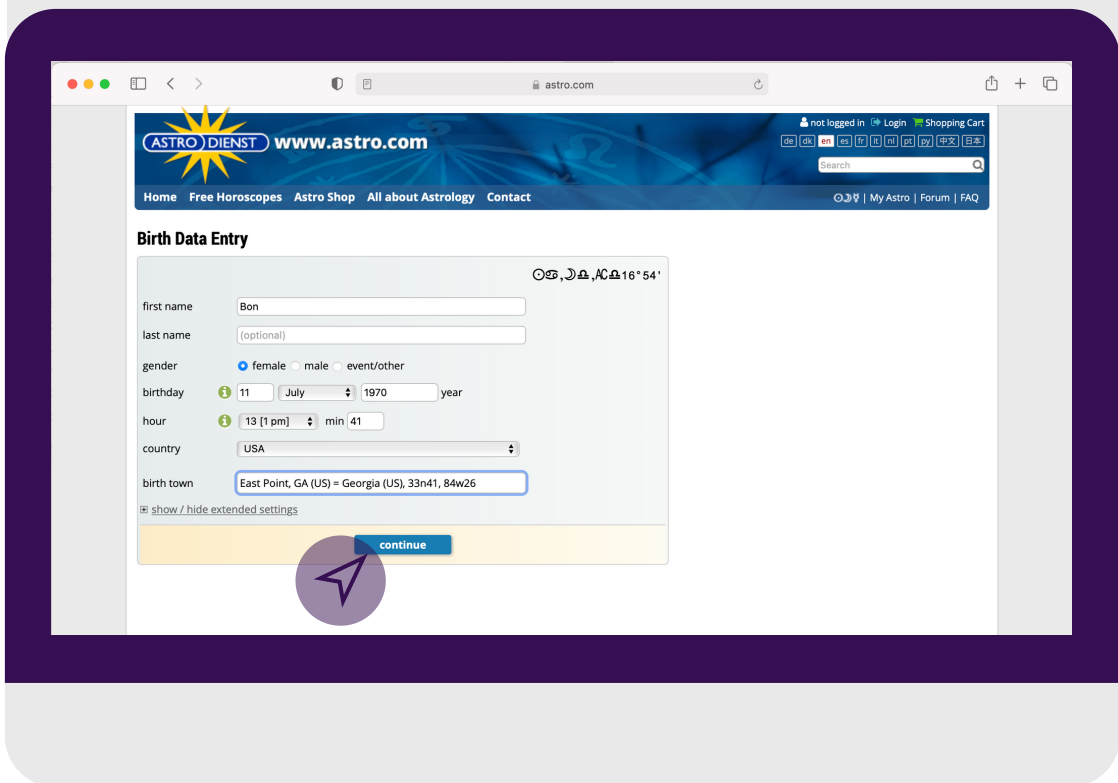 astro.com
not logged in Login Shopping Cart
ASTRO DIENST www.astro.com
de dk en es fr it nl pt py 中文 日本
Search
Home Free Horoscopes Astro Shop All about Astrology Contact
☉☽☿ | My Astro | Forum | FAQ
Birth Data Entry
☉♋,☽♎,AC♎16°54'
first name Bon
last name (optional)
gender female male event/other
birthday 11 July 1970 year
hour 13 [1 pm] min 41
country USA
birth town East Point, GA (US) = Georgia (US), 33n41, 84w26
show / hide extended settings
continue